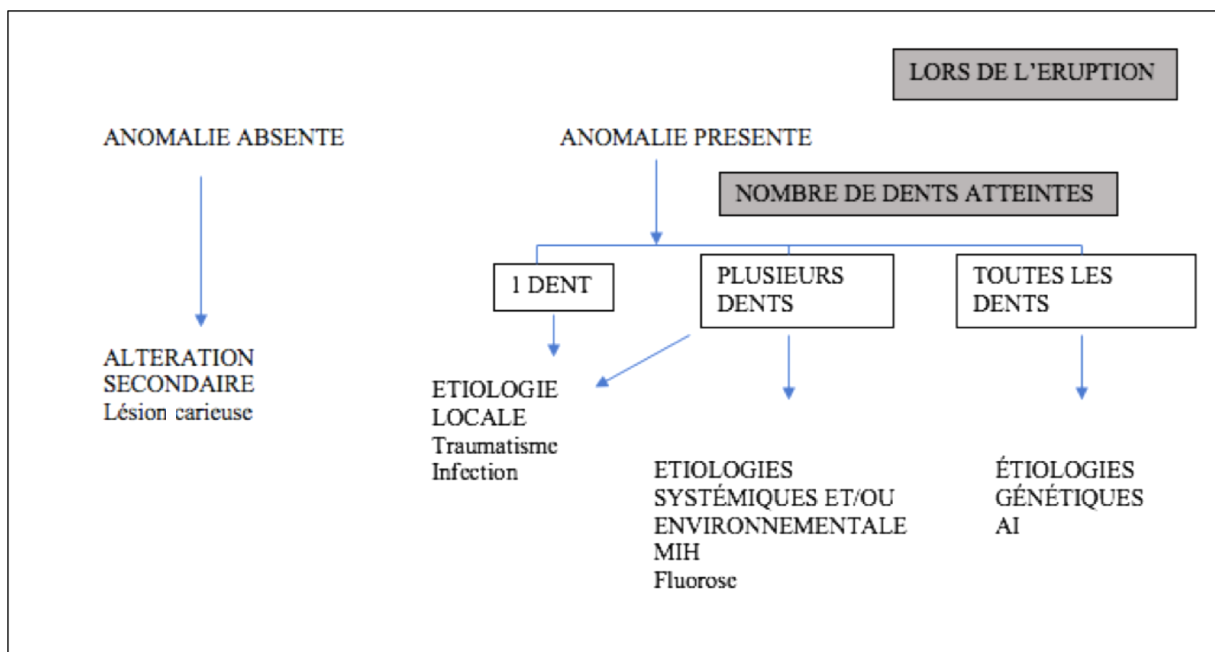 LORS DE L'ERUPTION
ANOMALIE ABSENTE
ANOMALIE PRESENTE
NOMBRE DE DENTS ATTEINTES
1 DENT
PLUSIEURS
DENTS
TOUTES LES
DENTS
ALTERATION
SECONDAIRE
Lésion carieuse
ETIOLOGIE
LOCALE
Traumatisme
Infection
ETIOLOGIES
SYSTÉMIQUES ET/OU
ENVIRONNEMENTALE
MIH
Fluorose
ÉTIOLOGIES
GÉNÉTIQUES
AI